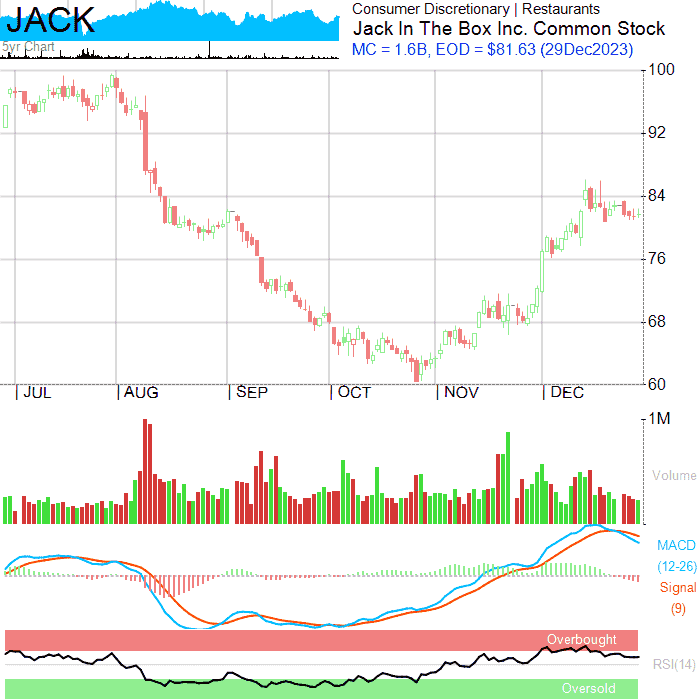 JACK
5yr Chart
Consumer Discretionary | Restaurants
Jack In The Box Inc. Common Stock
MC = 1.6B, EOD = $81.63 (29Dec2023)
100
92
84
76
68
60
JUL AUG SEP OCT NOV DEC
1M
Volume
MACD
(12-26)
Signal
(9)
Overbought
RSI(14)
Oversold